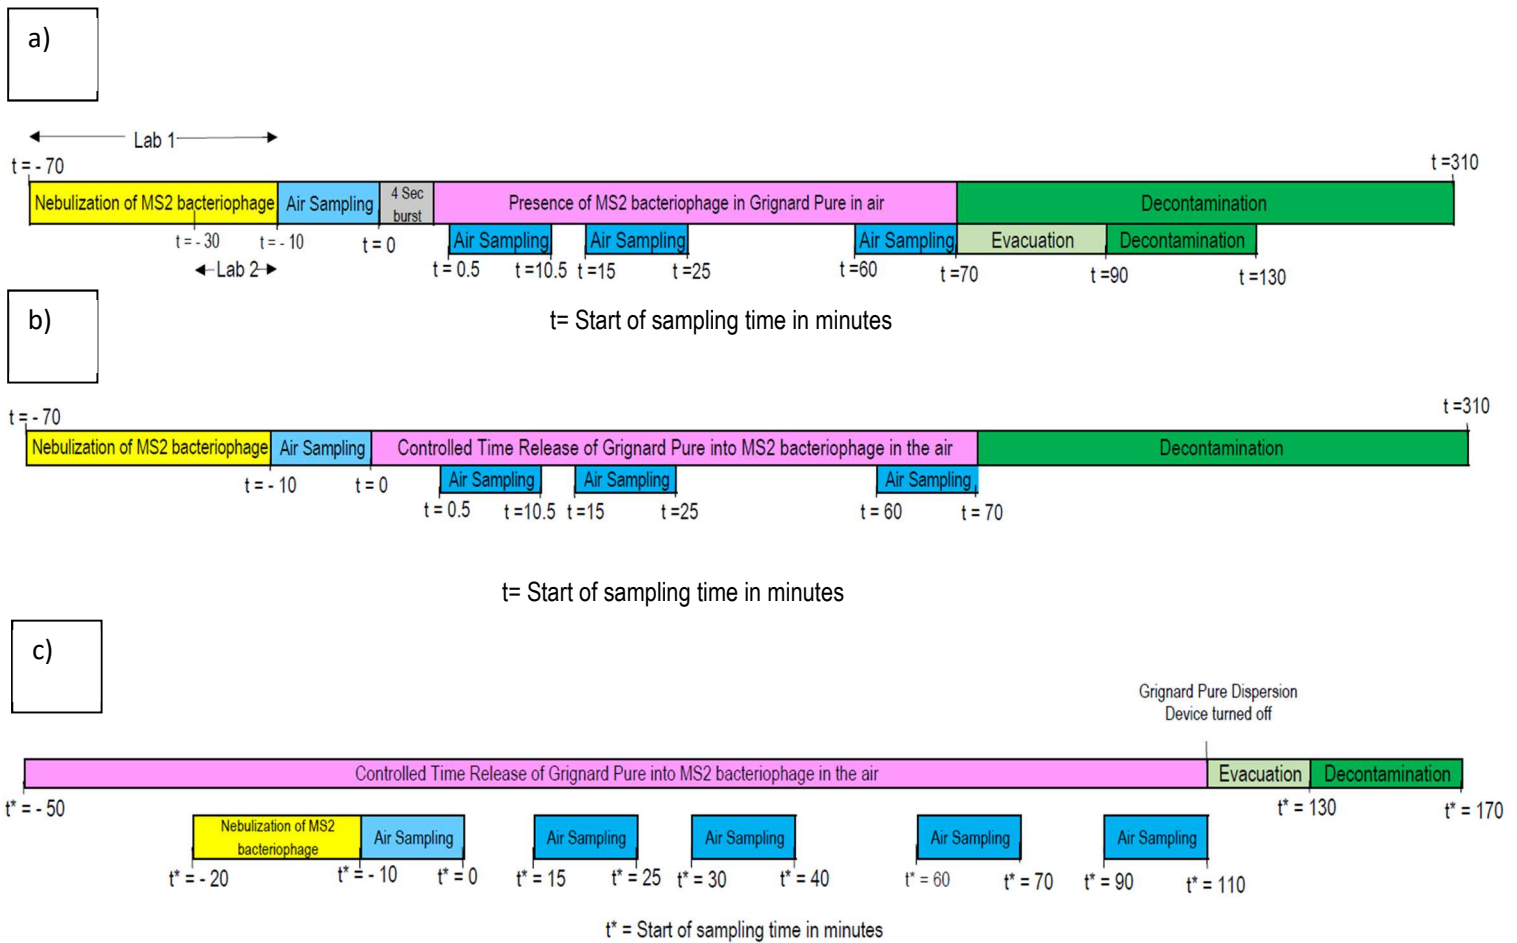 a)
Lab 1
t = - 70
t =310
Nebulization of MS2 bacteriophage
Air Sampling
4 Sec
burst
Presence of MS2 bacteriophage in Grignard Pure in air
Decontamination
t = - 30
t = - 10
t = 0
Air Sampling
Air Sampling
Air Sampling
Evacuation
Decontamination
Lab 2
t = 0.5
t =10.5
t =15
t =25
t =60
t =70
t =90
t =130
b)
t= Start of sampling time in minutes
t = - 70
t =310
Nebulization of MS2 bacteriophage
Air Sampling
Controlled Time Release of Grignard Pure into MS2 bacteriophage in the air
Decontamination
t = - 10
t = 0
Air Sampling
Air Sampling
Air Sampling
t = 0.5
t =10.5
t =15
t =25
t = 60
t = 70
t= Start of sampling time in minutes
c)
Grignard Pure Dispersion
Device turned off
Controlled Time Release of Grignard Pure into MS2 bacteriophage in the air
Evacuation
Decontamination
t* = - 50
t* = 130
t* = 170
Nebulization of MS2
bacteriophage
Air Sampling
Air Sampling
Air Sampling
Air Sampling
Air Sampling
t* = - 20
t* = - 10
t* = 0
t* = 15
t* = 25
t* = 30
t* = 40
t* = 60
t* = 70
t* = 90
t* = 110
t* = Start of sampling time in minutes